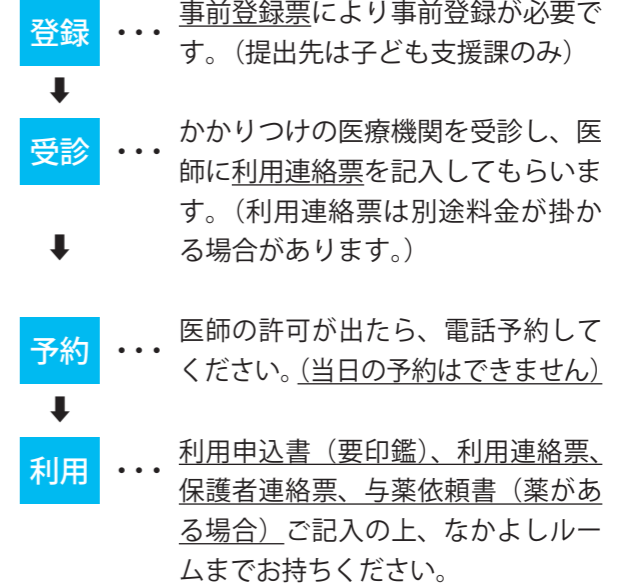 登録 ・・・ 事前登録票により事前登録が必要で
す。（提出先は子ども支援課のみ）
⬇
受診 ・・・ かかりつけの医療機関を受診し、医
師に利用連絡票を記入してもらいま
す。（利用連絡票は別途料金が掛か
る場合があります。）
⬇
予約 ・・・ 医師の許可が出たら、電話予約して
ください。（当日の予約はできません）
⬇
利用 ・・・ 利用申込書（要印鑑）、利用連絡票、
保護者連絡票、与薬依頼書（薬があ
る場合）ご記入の上、なかよしルー
ムまでお持ちください。